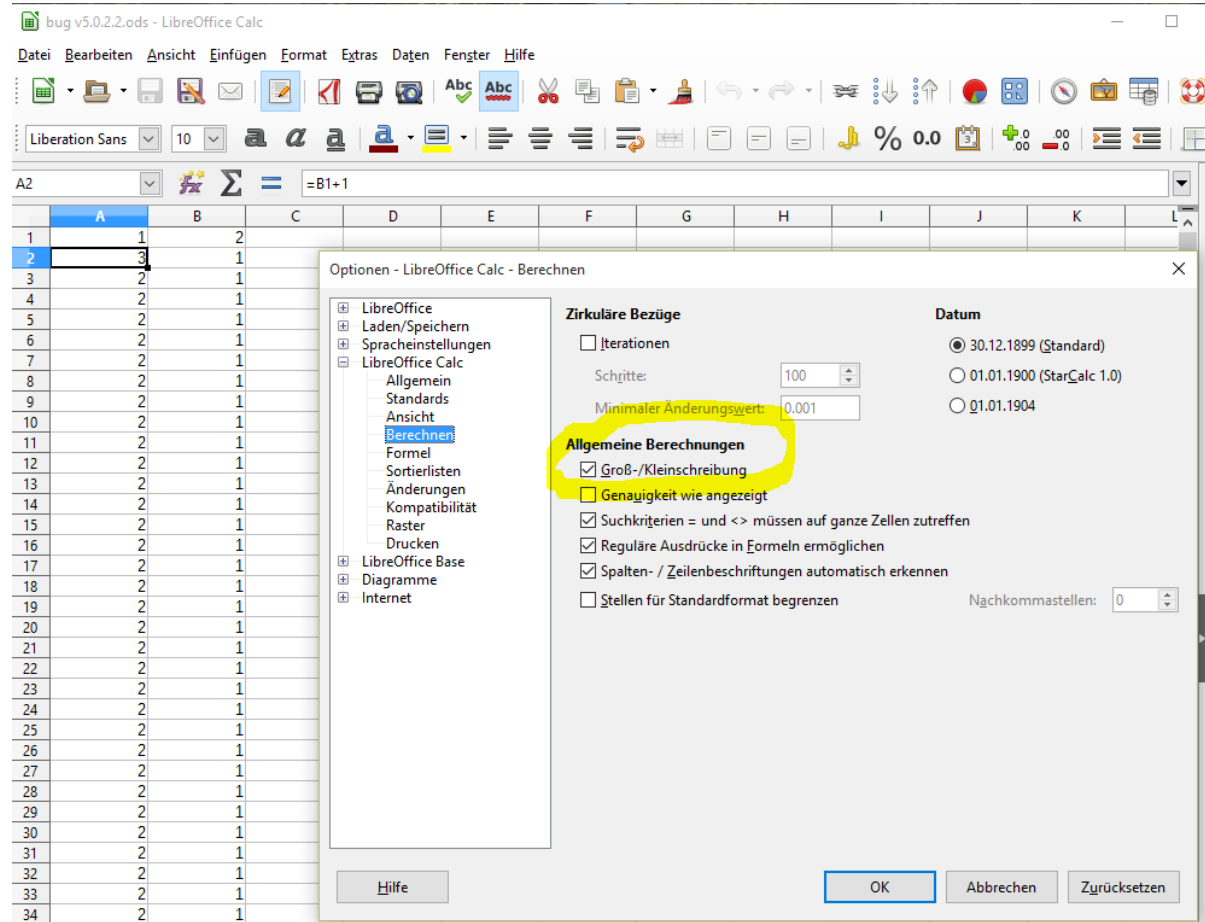 bug v5.0.2.2.ods - LibreOffice Calc
Datei Bearbeiten Ansicht Einfügen Format Extras Daten Fenster Hilfe
Abc Abc
Liberation Sans 10 a a a a % 0.0
A2 =B1+1
A B C D E F G H I J K L
1 1 2
2 3 1
3 2 1
4 2 1
5 2 1
6 2 1
7 2 1
8 2 1
9 2 1
10 2 1
11 2 1
12 2 1
13 2 1
14 2 1
15 2 1
16 2 1
17 2 1
18 2 1
19 2 1
20 2 1
21 2 1
22 2 1
23 2 1
24 2 1
25 2 1
26 2 1
27 2 1
28 2 1
29 2 1
30 2 1
31 2 1
32 2 1
33 2 1
34 2 1
Optionen - LibreOffice Calc - Berechnen
LibreOffice
Laden/Speichern
Spracheinstellungen
LibreOffice Calc
Allgemein
Standards
Ansicht
Berechnen
Formel
Sortierlisten
Änderungen
Kompatibilität
Raster
Drucken
LibreOffice Base
Diagramme
Internet
Zirkuläre Bezüge
Iterationen
Schritte: 100
Minimaler Änderungswert: 0.001
Datum
30.12.1899 (Standard)
01.01.1900 (StarCalc 1.0)
01.01.1904
Allgemeine Berechnungen
Groß-/Kleinschreibung
Genauigkeit wie angezeigt
Suchkriterien = und <> müssen auf ganze Zellen zutreffen
Reguläre Ausdrücke in Formeln ermöglichen
Spalten- / Zeilenbeschriftungen automatisch erkennen
Stellen für Standardformat begrenzen Nachkommastellen: 0
Hilfe OK Abbrechen Zurücksetzen